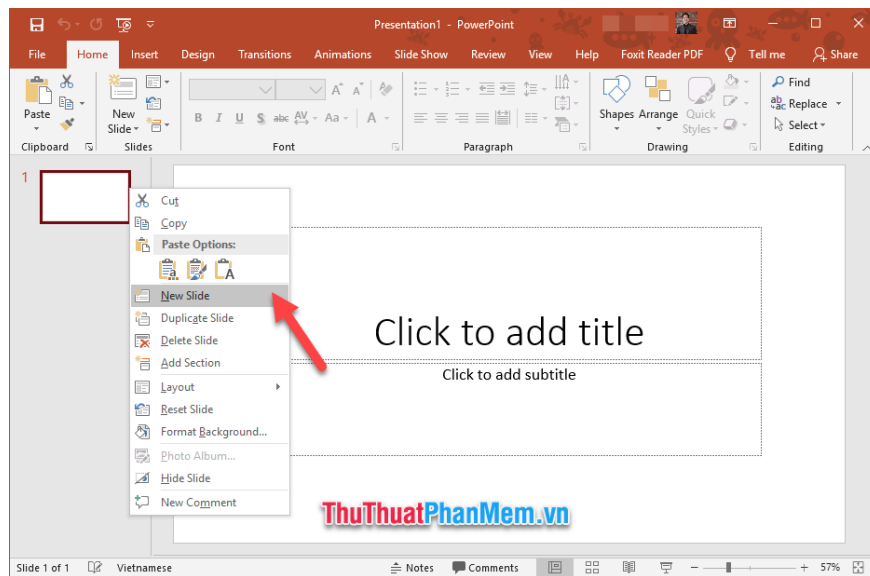 Presentation1 - PowerPoint
File Home Insert Design Transitions Animations Slide Show Review View Help Foxit Reader PDF Tell me Share
Paste
New Slide
B I U S abc AV Aa A
A A
Shapes Arrange Quick Styles
Find
Replace
Select
Clipboard Slides Font Paragraph Drawing Editing
1
Cut
Copy
Paste Options:
New Slide
Duplicate Slide
Delete Slide
Add Section
Layout
Reset Slide
Format Background...
Photo Album...
Hide Slide
New Comment
Click to add title
Click to add subtitle
ThuThuatPhanMem.vn
Slide 1 of 1 Vietnamese Notes Comments 57%